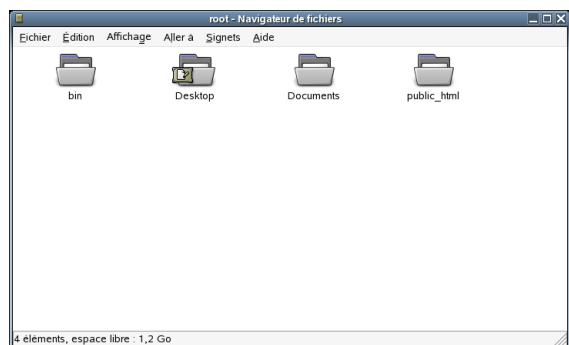 root - Navigateur de fichiers
Fichier Édition Affichage Aller à Signets Aide
bin Desktop Documents public_html
4 éléments, espace libre : 1,2 Go